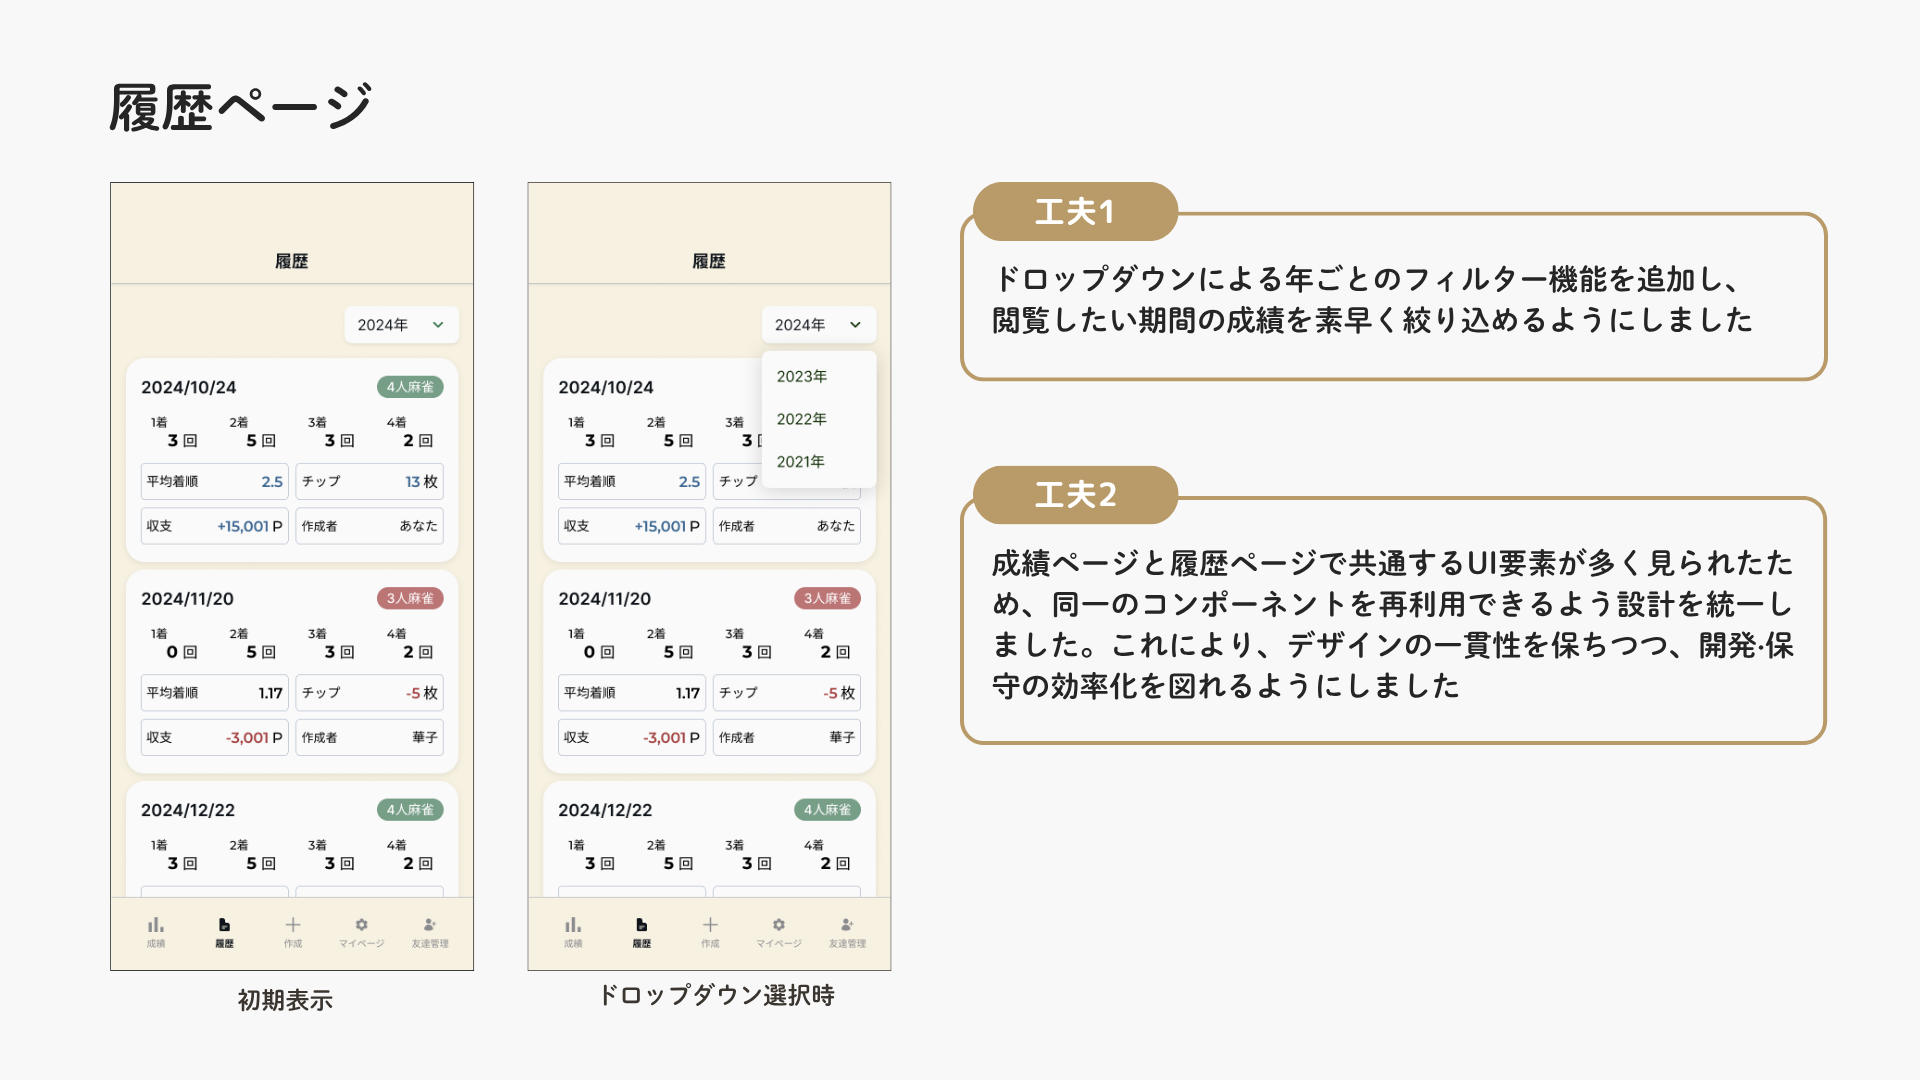 履歴ページ
履歴
2024年
2024/10/24 4人麻雀
1着 2着 3着 4着
3 回 5 回 3 回 2 回
平均着順 2.5 チップ 13 枚
収支 +15,001 P 作成者 あなた
2024/11/20 3人麻雀
1着 2着 3着 4着
0 回 5 回 3 回 2 回
平均着順 1.17 チップ -5 枚
収支 -3,001 P 作成者 華子
2024/12/22 4人麻雀
1着 2着 3着 4着
3 回 5 回 3 回 2 回
成績 履歴 作成 マイページ 友達管理
初期表示
履歴
2024年
2023年
2022年
2021年
2024/10/24
1着 2着 3着
3 回 5 回 3
平均着順 2.5 チップ
収支 +15,001 P 作成者 あなた
2024/11/20 3人麻雀
1着 2着 3着 4着
0 回 5 回 3 回 2 回
平均着順 1.17 チップ -5 枚
収支 -3,001 P 作成者 華子
2024/12/22 4人麻雀
1着 2着 3着 4着
3 回 5 回 3 回 2 回
成績 履歴 作成 マイページ 友達管理
ドロップダウン選択時
工夫1
ドロップダウンによる年ごとのフィルター機能を追加し、
閲覧したい期間の成績を素早く絞り込めるようにしました
工夫2
成績ページと履歴ページで共通するUI要素が多く見られたた
め、同一のコンポーネントを再利用できるよう設計を統一し
ました。これにより、デザインの一貫性を保ちつつ、開発·保
守の効率化を図れるようにしました